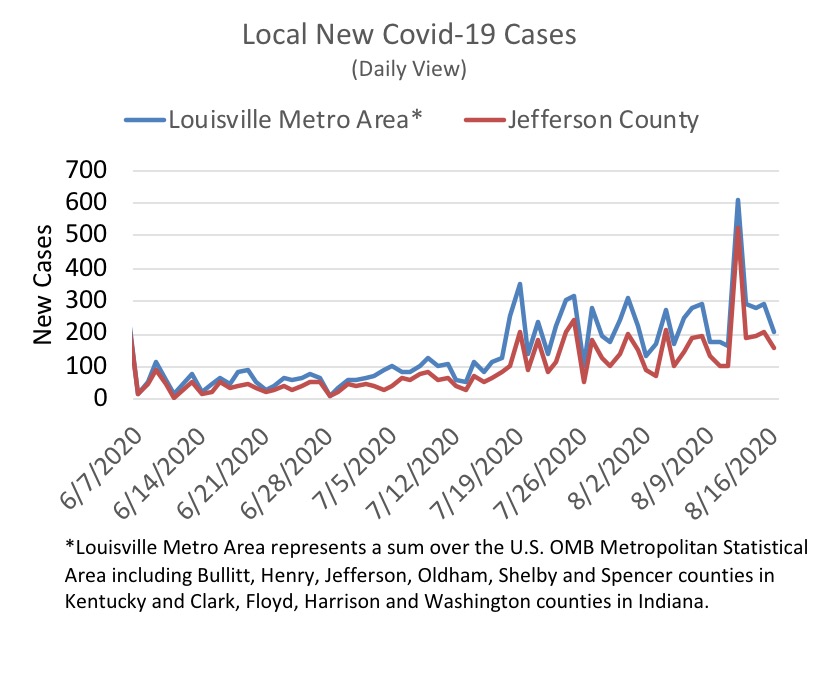 Local New Covid-19 Cases
(Daily View)
Louisville Metro Area* Jefferson County
700
600
500
400
300
200
100
0
New Cases
6/7/2020 6/14/2020 6/21/2020 6/28/2020 7/5/2020 7/12/2020 7/19/2020 7/26/2020 8/2/2020 8/9/2020 8/16/2020
*Louisville Metro Area represents a sum over the U.S. OMB Metropolitan Statistical
Area including Bullitt, Henry, Jefferson, Oldham, Shelby and Spencer counties in
Kentucky and Clark, Floyd, Harrison and Washington counties in Indiana.